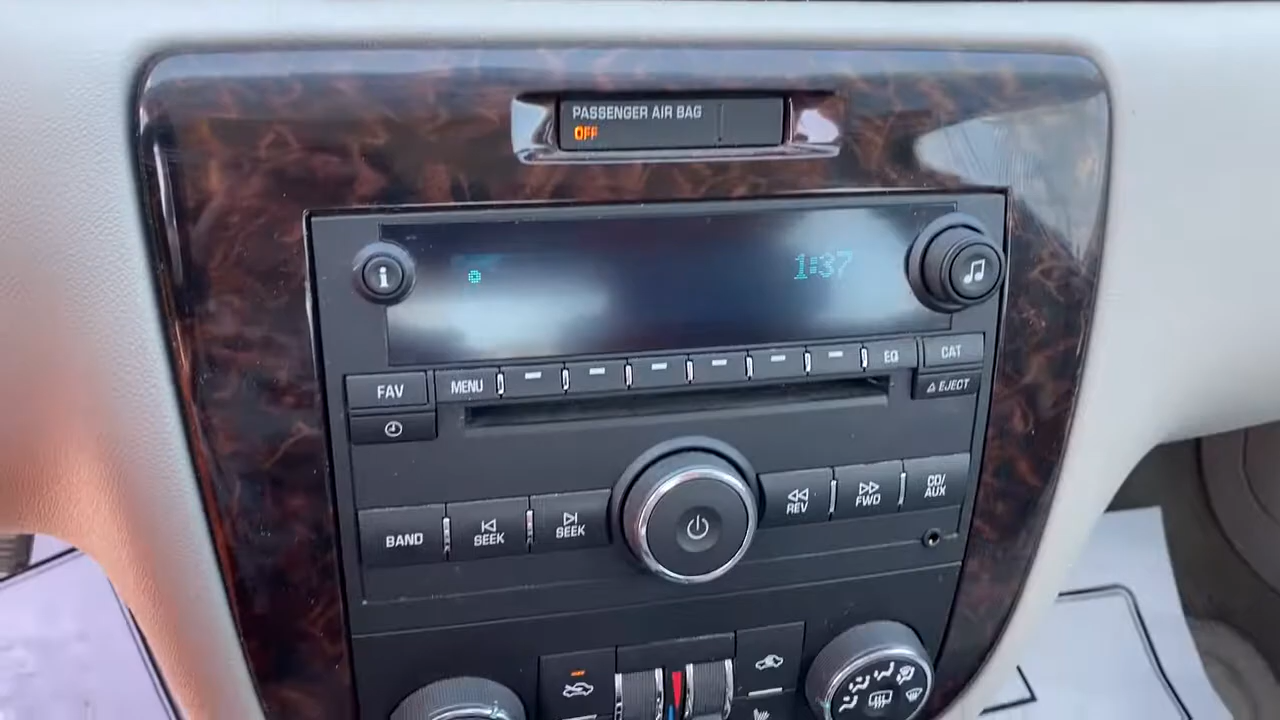 PASSENGER AIR BAG
OFF
i
1:37
FAV
MENU
EQ
CAT
EJECT
BAND
SEEK
SEEK
REV
FWD
CD/
AUX